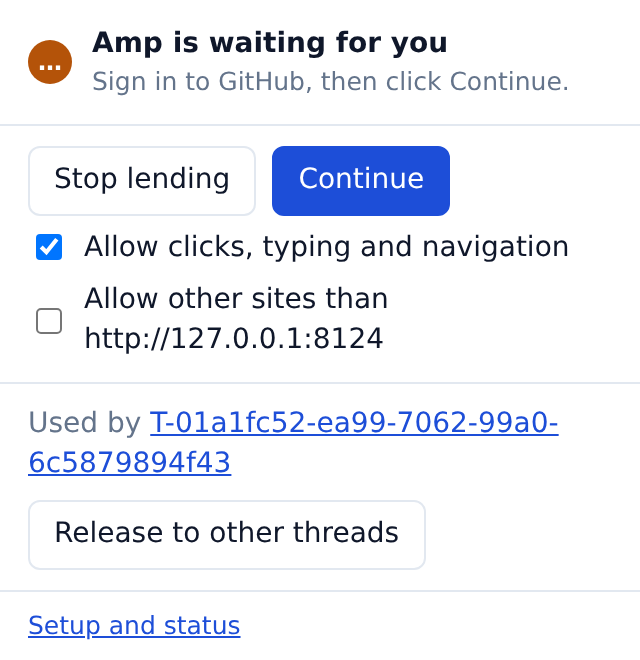 ...
Amp is waiting for you
Sign in to GitHub, then click Continue.
Stop lending
Continue
Allow clicks, typing and navigation
Allow other sites than
http://127.0.0.1:8124
Used by T-01a1fc52-ea99-7062-99a0-
6c5879894f43
Release to other threads
Setup and status